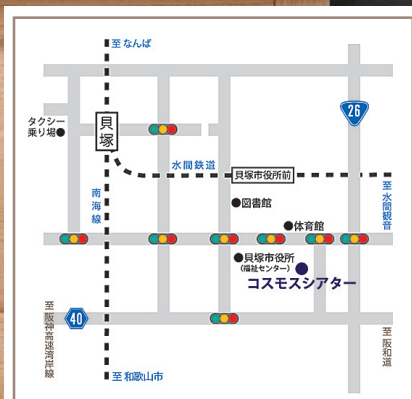 至 なんば
26
タクシー
乗り場
貝塚
水間鉄道
貝塚市役所前
図書館
南海線
至水間観音
体育館
貝塚市役所
(福祉センター)
コスモスシアター
40
至阪神高速湾岸線
至阪和道
至 和歌山市